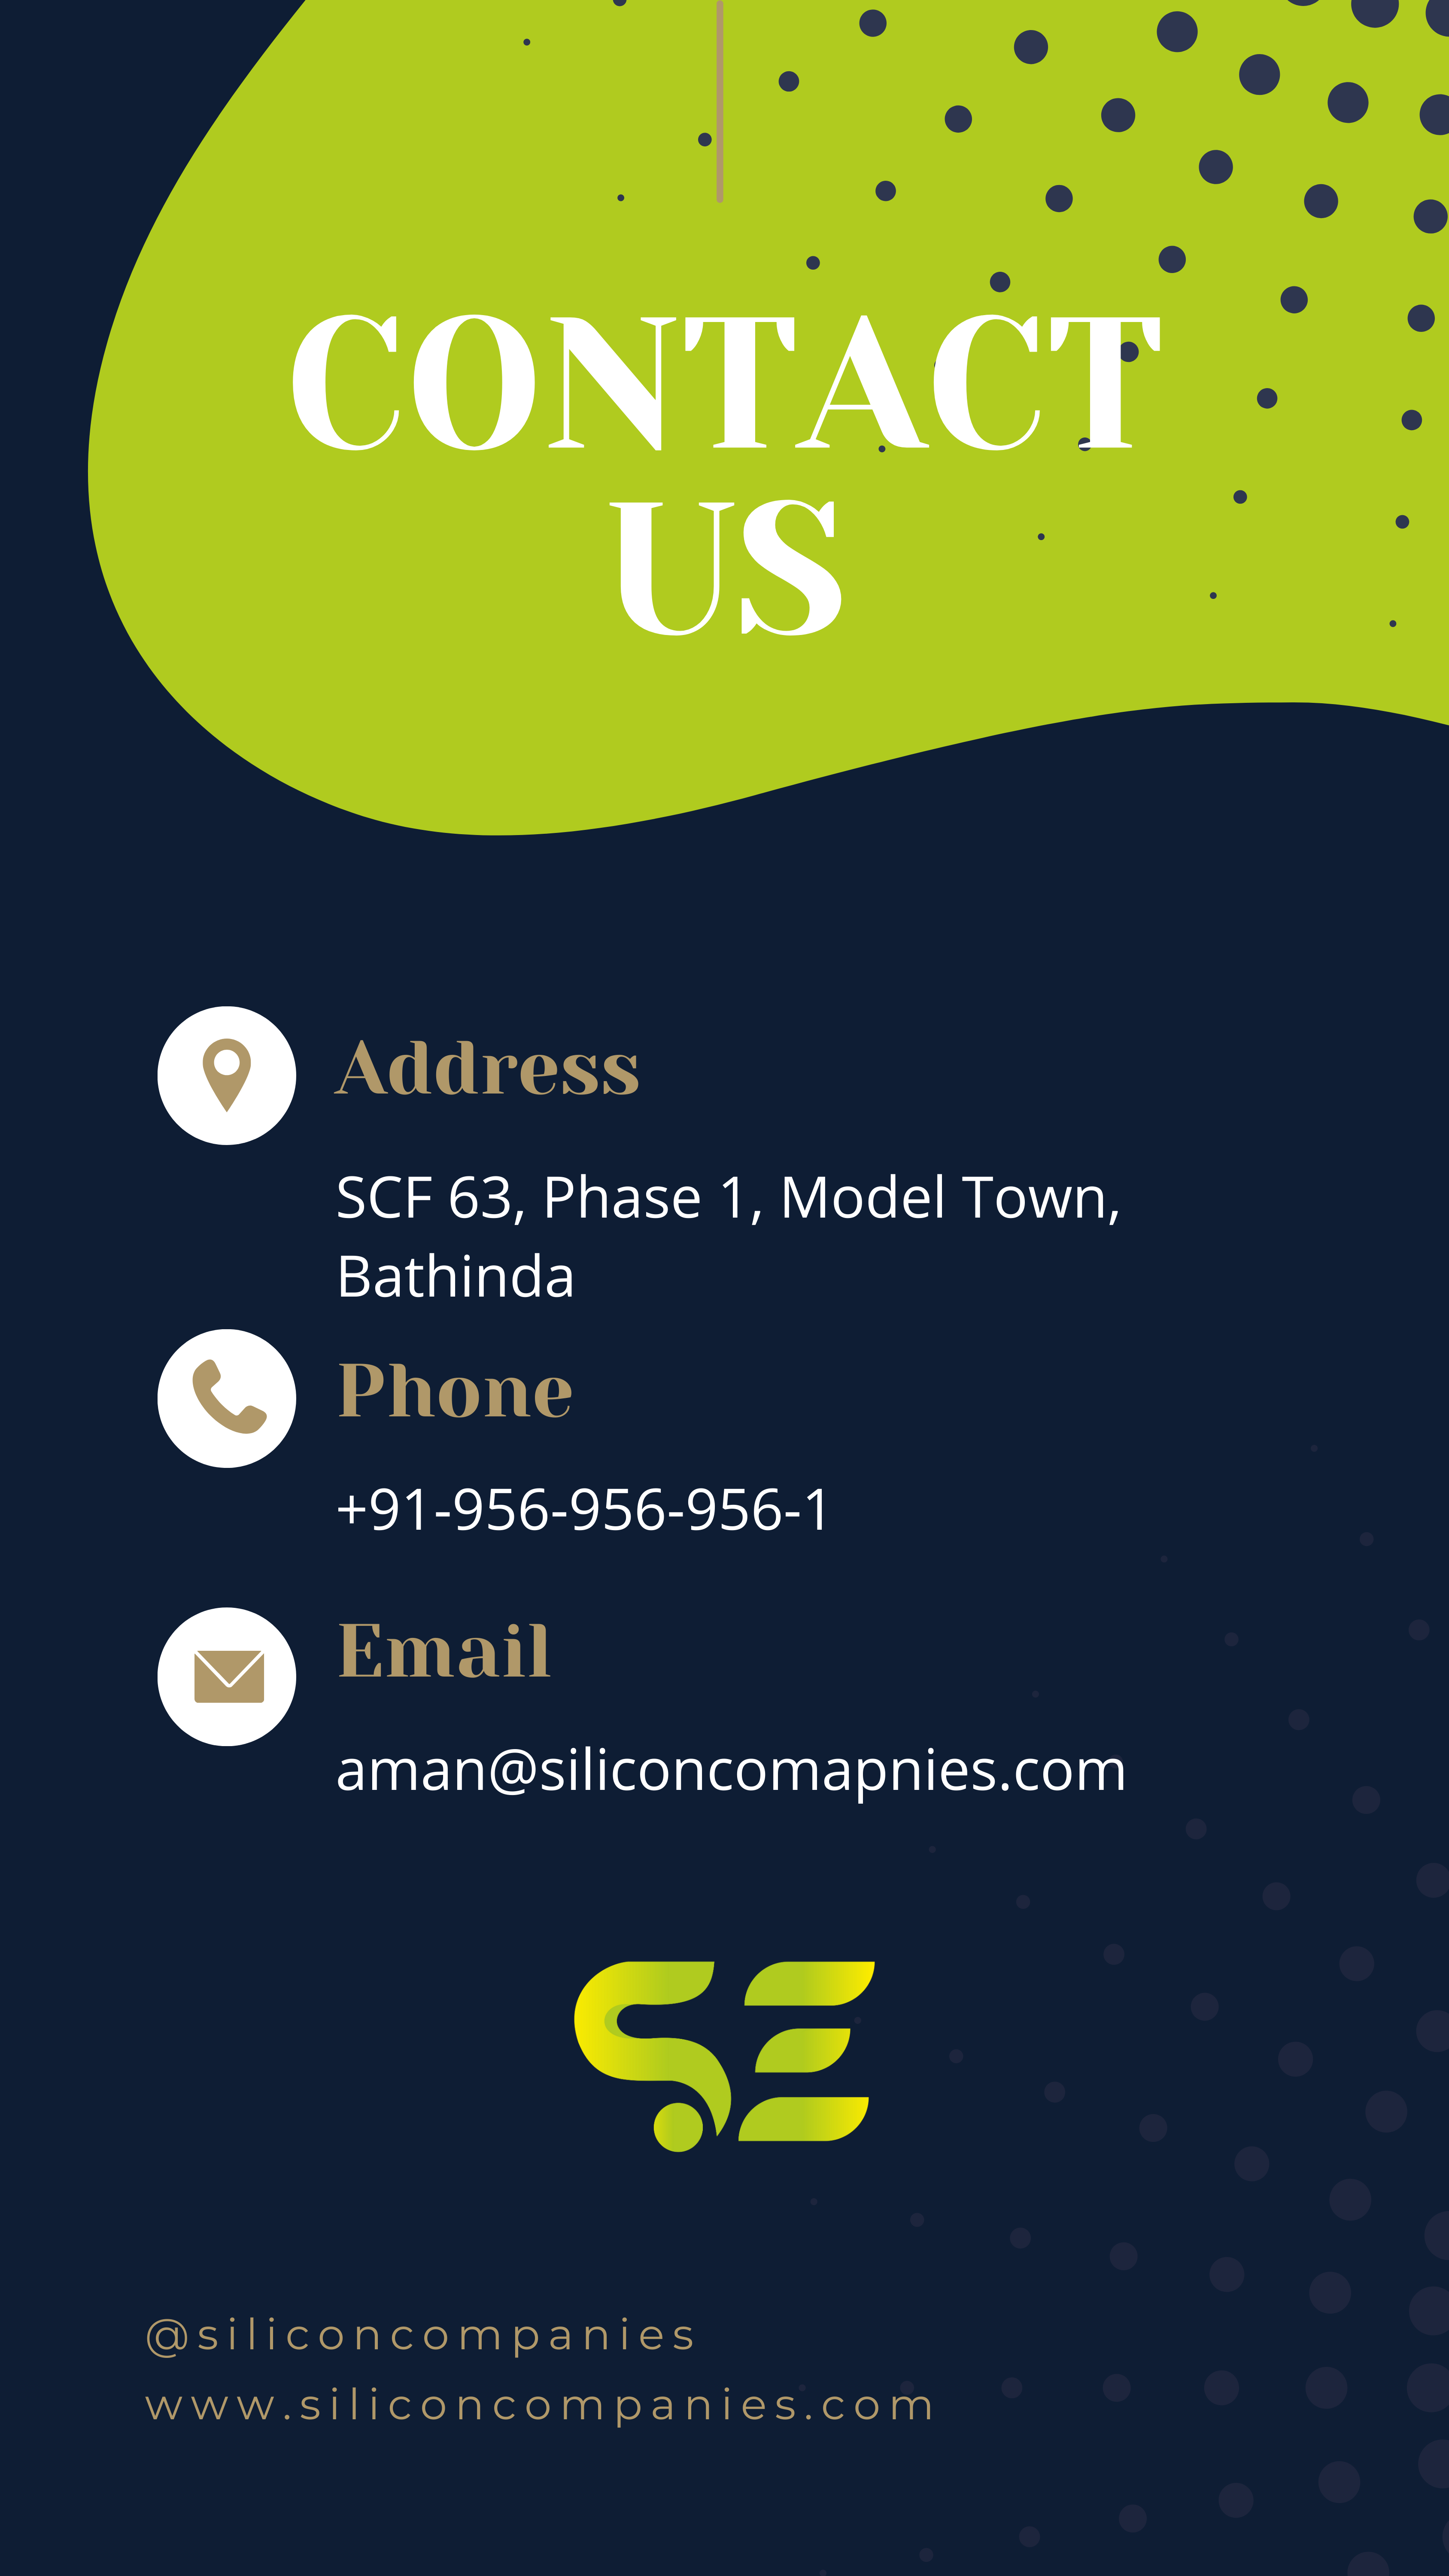 CONTACT
US
Address
SCF 63, Phase 1, Model Town,
Bathinda
Phone
+91-956-956-956-1
Email
aman@siliconcomapnies.com
SE
@siliconcompanies
www.siliconcompanies.com